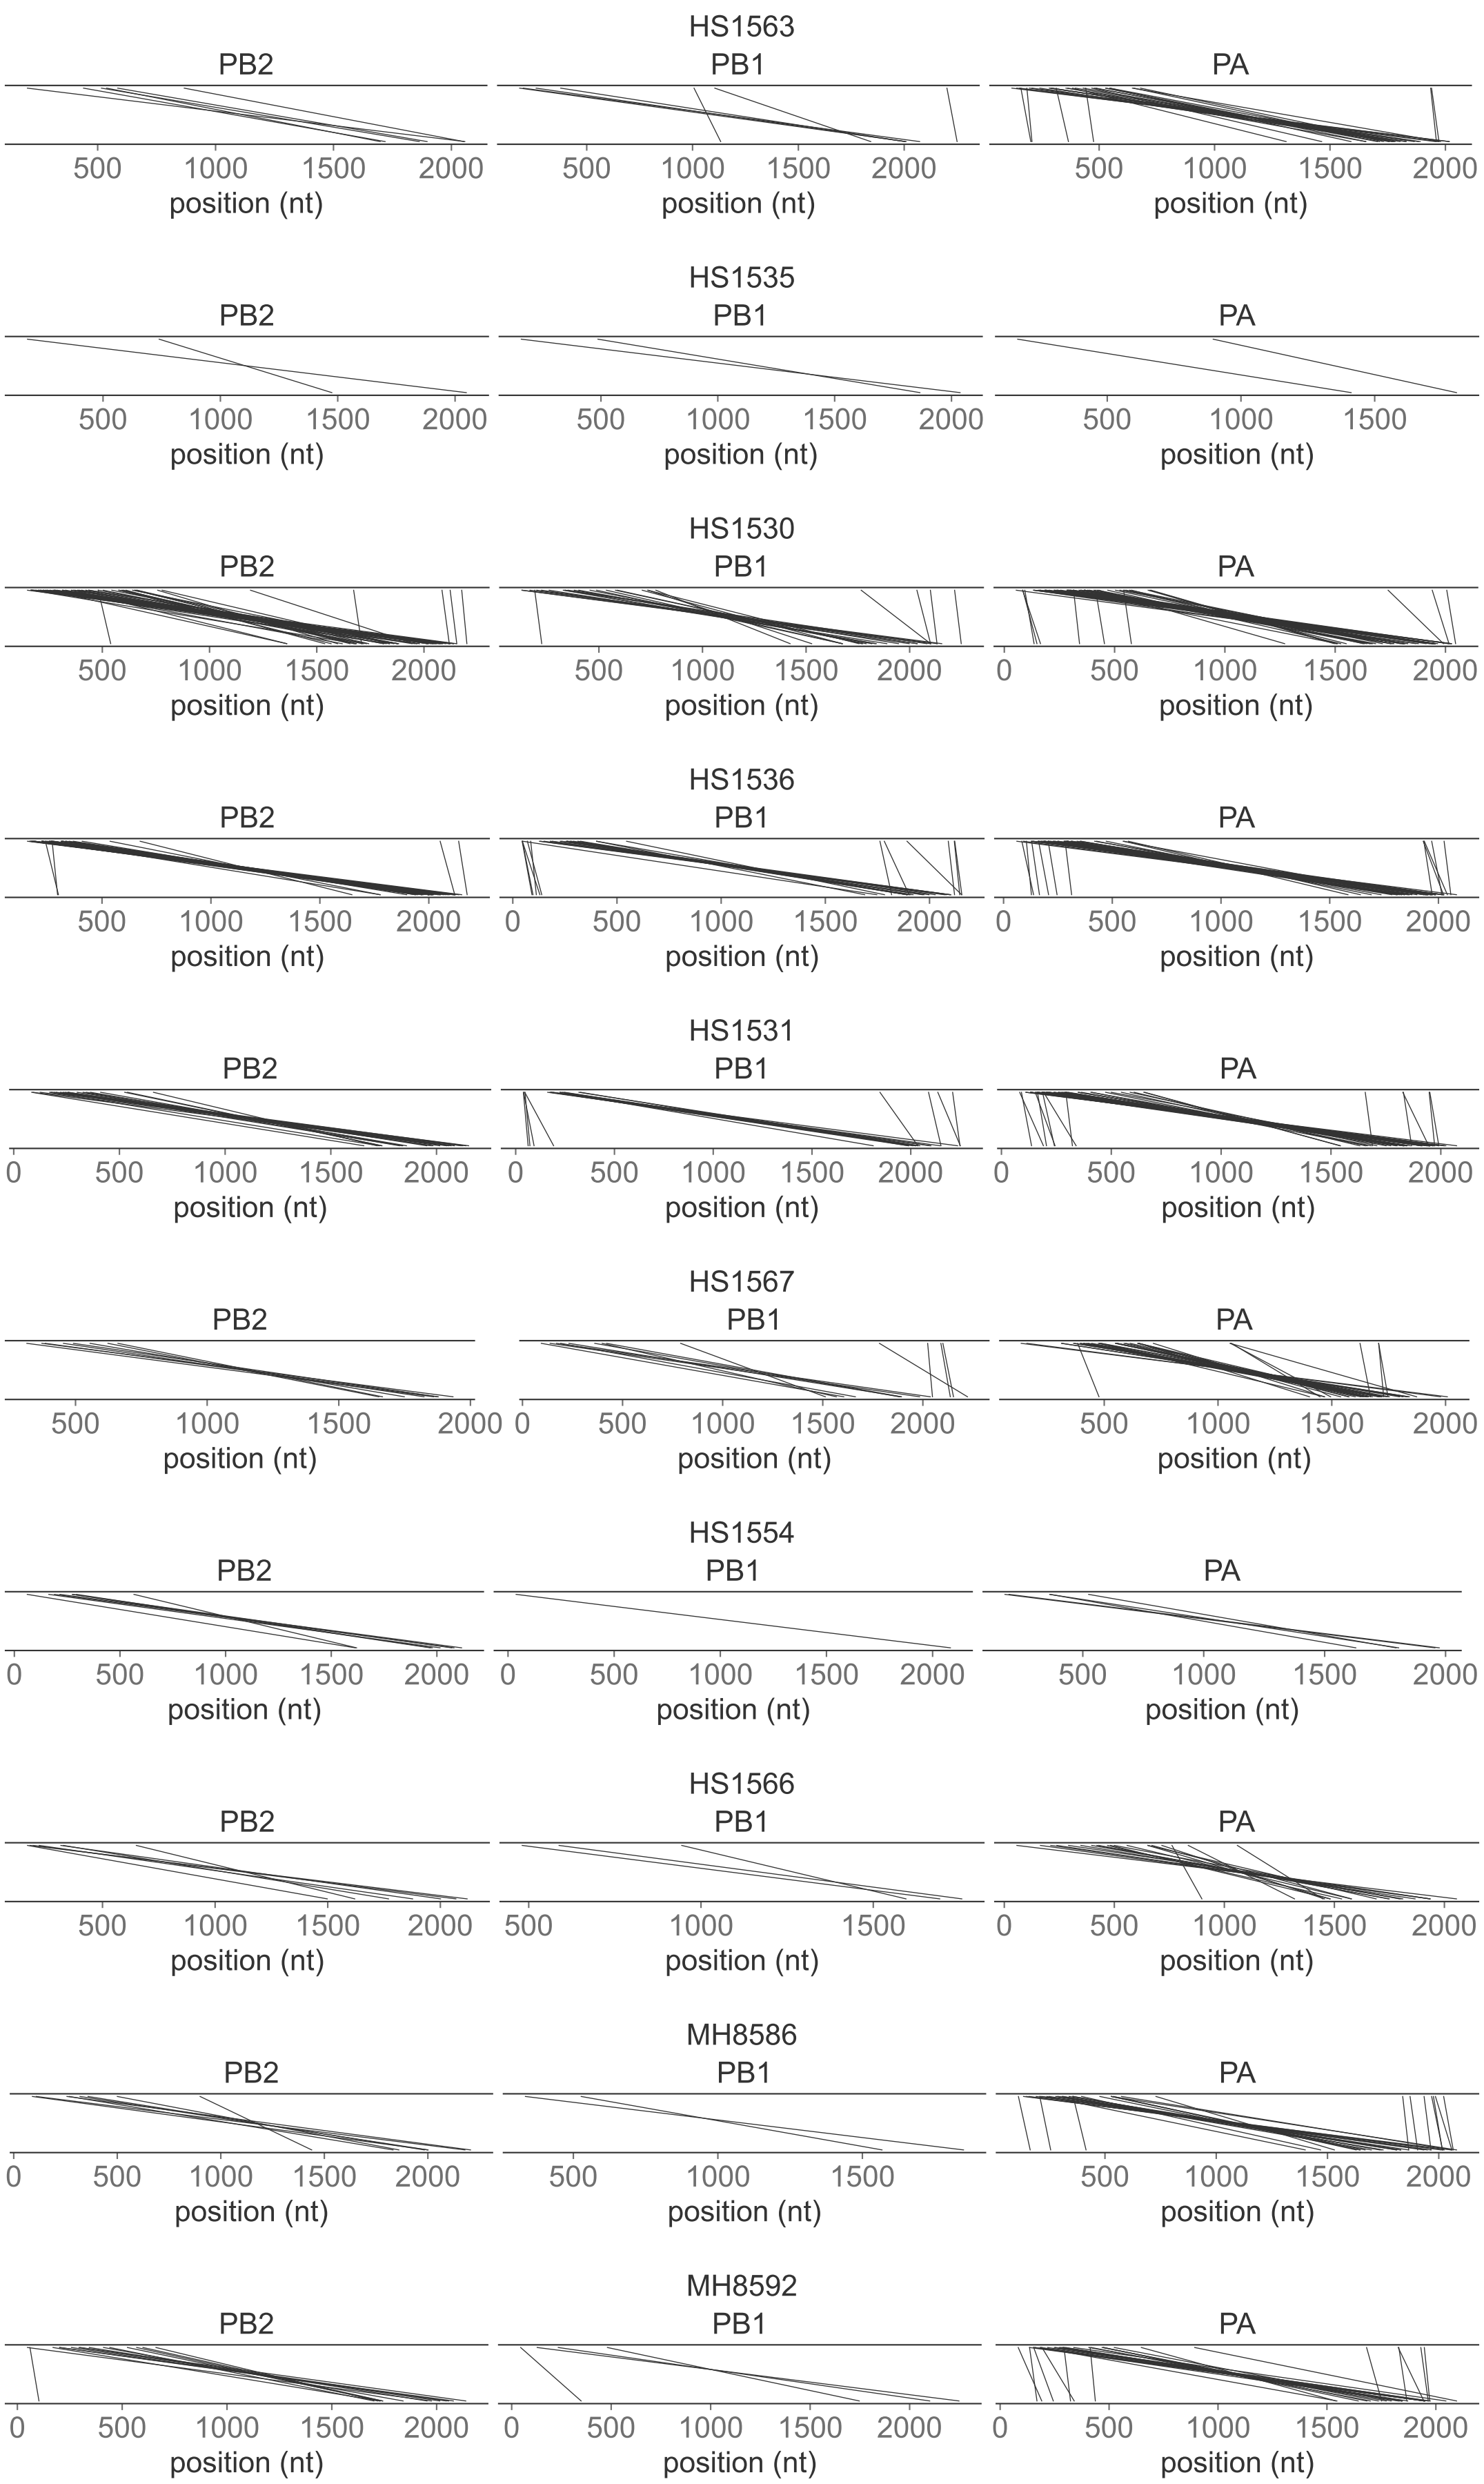 HS1563
PB2 PB1 PA
500 1000 1500 2000 500 1000 1500 2000 500 1000 1500 2000
position (nt) position (nt) position (nt)
HS1535
PB2 PB1 PA
500 1000 1500 2000 500 1000 1500 2000 500 1000 1500
position (nt) position (nt) position (nt)
HS1530
PB2 PB1 PA
500 1000 1500 2000 500 1000 1500 2000 0 500 1000 1500 2000
position (nt) position (nt) position (nt)
HS1536
PB2 PB1 PA
500 1000 1500 2000 0 500 1000 1500 2000 0 500 1000 1500 2000
position (nt) position (nt) position (nt)
HS1531
PB2 PB1 PA
0 500 1000 1500 2000 0 500 1000 1500 2000 0 500 1000 1500 2000
position (nt) position (nt) position (nt)
HS1567
PB2 PB1 PA
500 1000 1500 2000 0 500 1000 1500 2000 500 1000 1500 2000
position (nt) position (nt) position (nt)
HS1554
PB2 PB1 PA
0 500 1000 1500 2000 0 500 1000 1500 2000 500 1000 1500 2000
position (nt) position (nt) position (nt)
HS1566
PB2 PB1 PA
500 1000 1500 2000 500 1000 1500 0 500 1000 1500 2000
position (nt) position (nt) position (nt)
MH8586
PB2 PB1 PA
0 500 1000 1500 2000 500 1000 1500 500 1000 1500 2000
position (nt) position (nt) position (nt)
MH8592
PB2 PB1 PA
0 500 1000 1500 2000 0 500 1000 1500 2000 0 500 1000 1500 2000
position (nt) position (nt) position (nt)